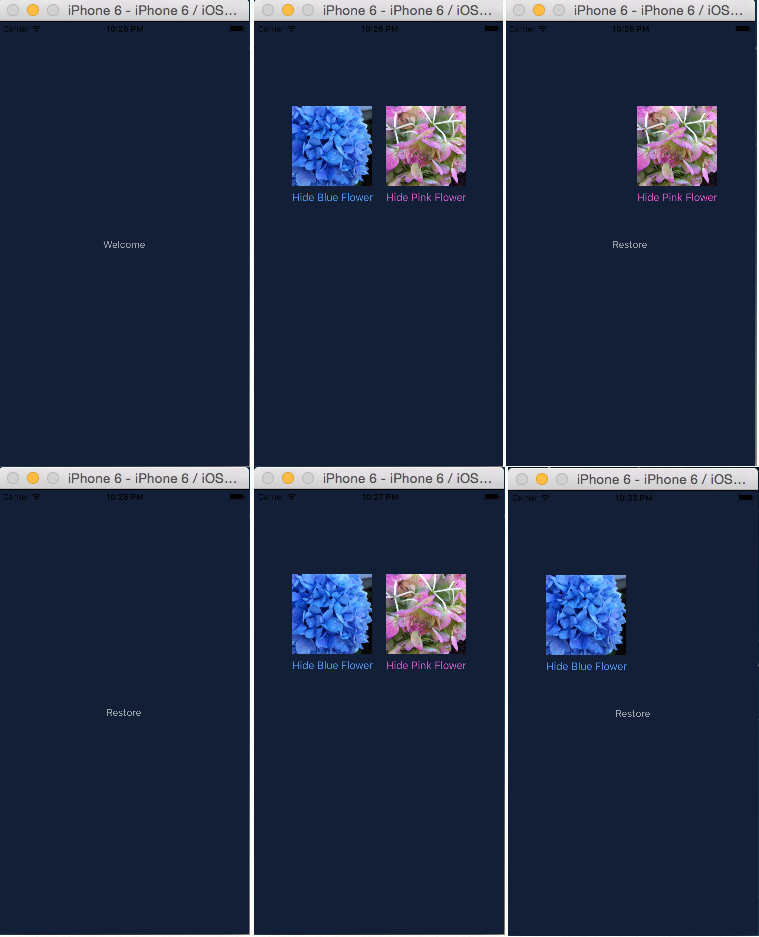 iPhone 6 - iPhone 6 / iOS...
Carrier 10:25 PM
Welcome
iPhone 6 - iPhone 6 / iOS...
Carrier 10:25 PM
Hide Blue Flower Hide Pink Flower
iPhone 6 - iPhone 6 / iOS...
Carrier 10:26 PM
Hide Pink Flower
Restore
iPhone 6 - iPhone 6 / iOS...
Carrier 10:26 PM
Restore
iPhone 6 - iPhone 6 / iOS...
Carrier 10:27 PM
Hide Blue Flower Hide Pink Flower
iPhone 6 - iPhone 6 / iOS...
Carrier 10:33 PM
Hide Blue Flower
Restore